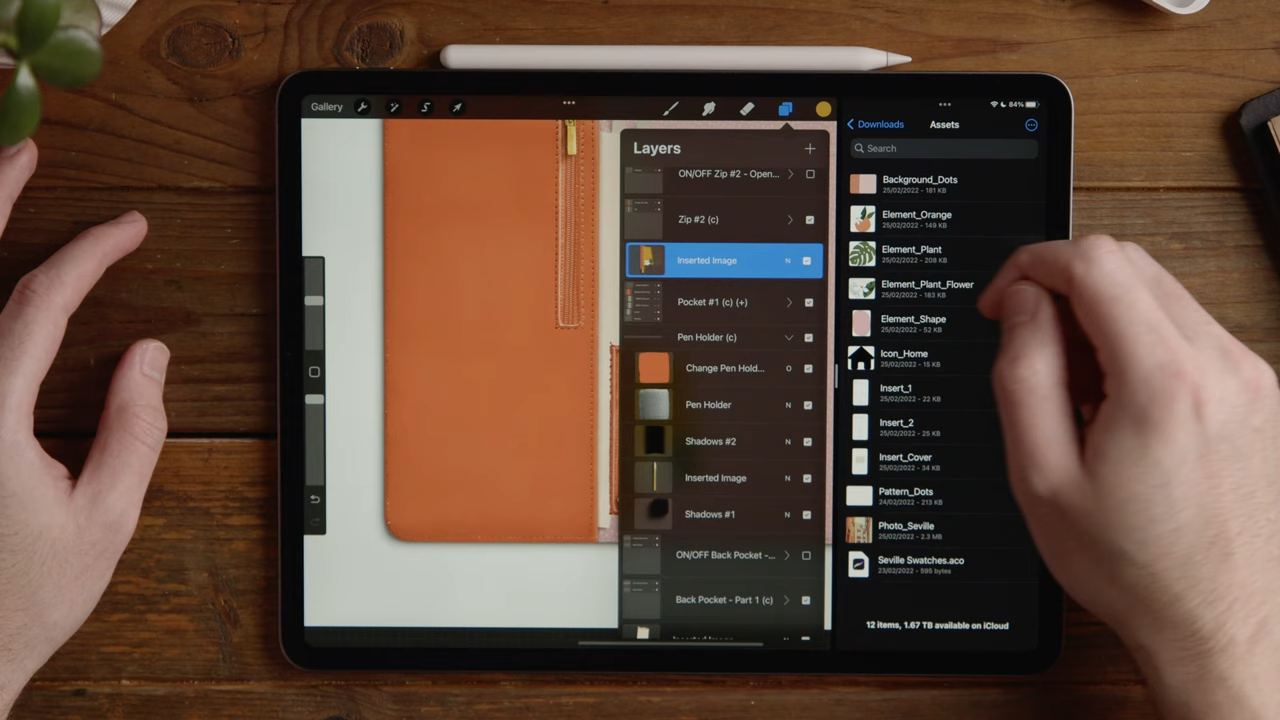 Gallery
84%
Layers
ON/OFF Zip #2 - Open...
Zip #2 (c)
Inserted Image N
Pocket #1 (c) (+)
Pen Holder (c)
Change Pen Hold... O
Pen Holder N
Shadows #2 N
Inserted Image N
Shadows #1 N
ON/OFF Back Pocket -...
Back Pocket - Part 1 (c)
Downloads
Assets
Search
Background_Dots
25/02/2022 - 181 KB
Element_Orange
25/02/2022 - 149 KB
Element_Plant
25/02/2022 - 208 KB
Element_Plant_Flower
25/02/2022 - 183 KB
Element_Shape
25/02/2022 - 52 KB
Icon_Home
25/02/2022 - 15 KB
Insert_1
25/02/2022 - 22 KB
Insert_2
25/02/2022 - 25 KB
Insert_Cover
25/02/2022 - 34 KB
Pattern_Dots
24/02/2022 - 213 KB
Photo_Seville
25/02/2022 - 2.3 MB
Seville Swatches.aco
23/02/2022 - 595 bytes
12 items, 1.67 TB available on iCloud